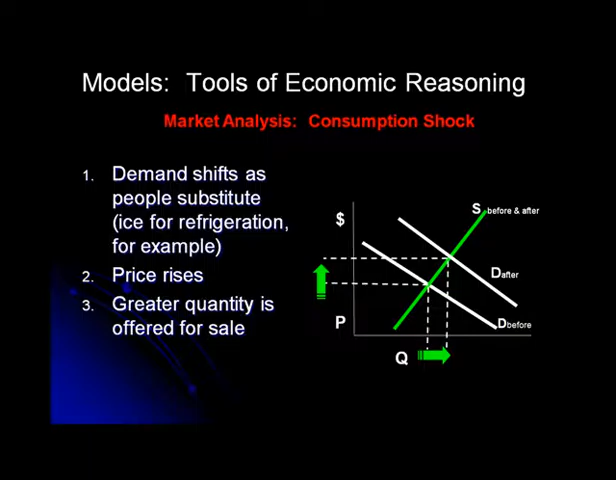 Models: Tools of Economic Reasoning
Market Analysis: Consumption Shock
1. Demand shifts as
people substitute
(ice for refrigeration,
for example)
2. Price rises
3. Greater quantity is
offered for sale
S before & after
$
Dafter
P
Dbefore
Q